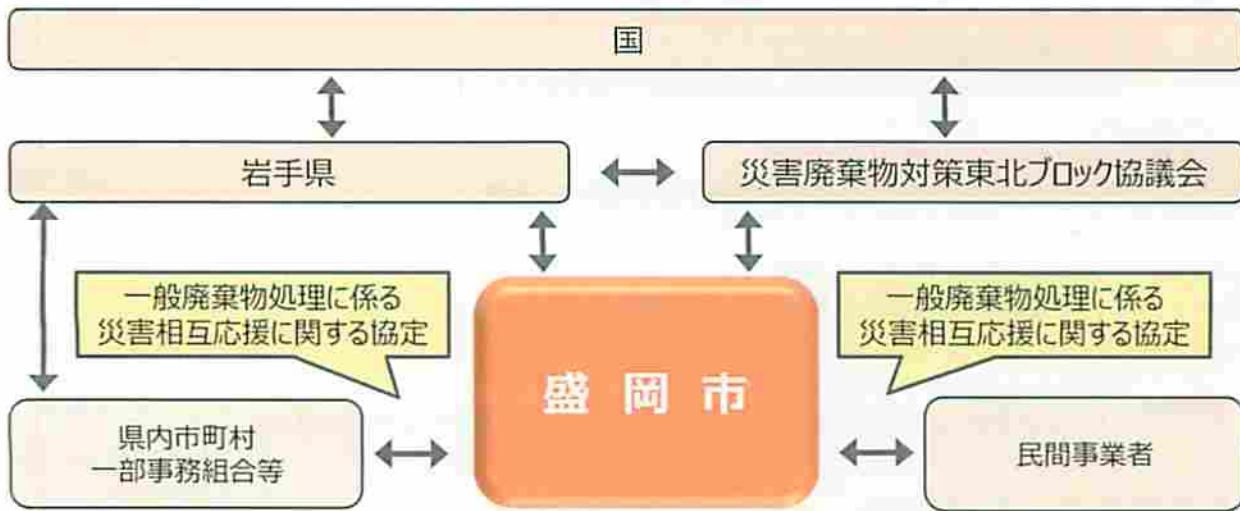 国
岩手県
災害廃棄物対策東北ブロック協議会
一般廃棄物処理に係る
災害相互応援に関する協定
一般廃棄物処理に係る
災害相互応援に関する協定
盛岡市
県内市町村
一部事務組合等
民間事業者